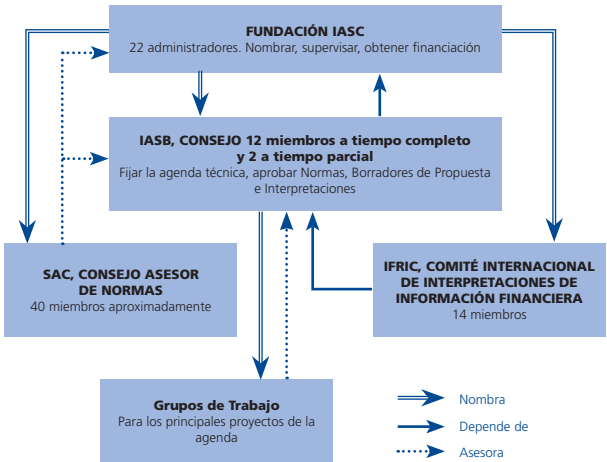 FUNDACIÓN IASC
22 administradores. Nombrar, supervisar, obtener financiación
IASB, CONSEJO 12 miembros a tiempo completo
y 2 a tiempo parcial
Fijar la agenda técnica, aprobar Normas, Borradores de Propuesta
e Interpretaciones
SAC, CONSEJO ASESOR
DE NORMAS
40 miembros aproximadamente
IFRIC, COMITÉ INTERNACIONAL
DE INTERPRETACIONES DE
INFORMACIÓN FINANCIERA
14 miembros
Grupos de Trabajo
Para los principales proyectos de la
agenda
Nombra
Depende de
Asesora